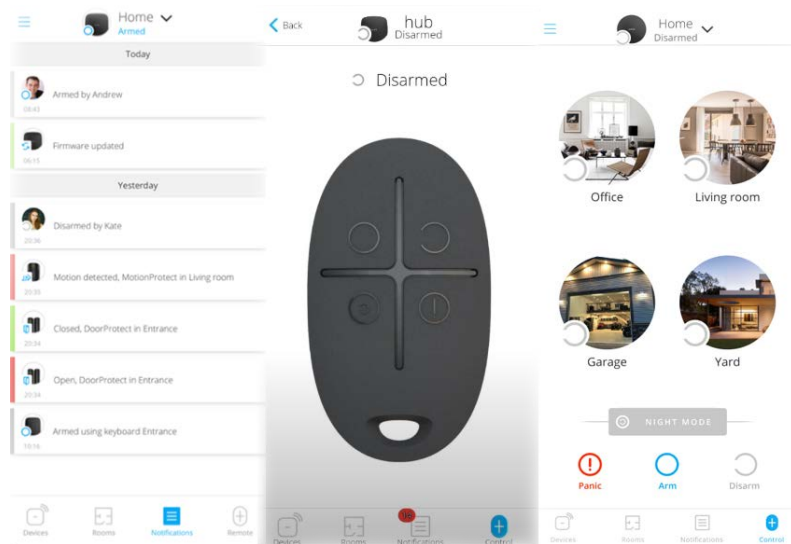 Home
Armed
Today
Armed by Andrew
08:45
Firmware updated
06:15
Yesterday
Disarmed by Kate
20:36
Motion detected, MotionProtect in Living room
20:35
Closed, DoorProtect in Entrance
20:34
Open, DoorProtect in Entrance
20:34
Armed using keyboard Entrance
10:16
Devices
Rooms
Notifications
Remote
Back
hub
Disarmed
Disarmed
Devices
Rooms
Notifications
Control
Home
Disarmed
Office
Living room
Garage
Yard
NIGHT MODE
Panic
Arm
Disarm
Devices
Rooms
Notifications
Control